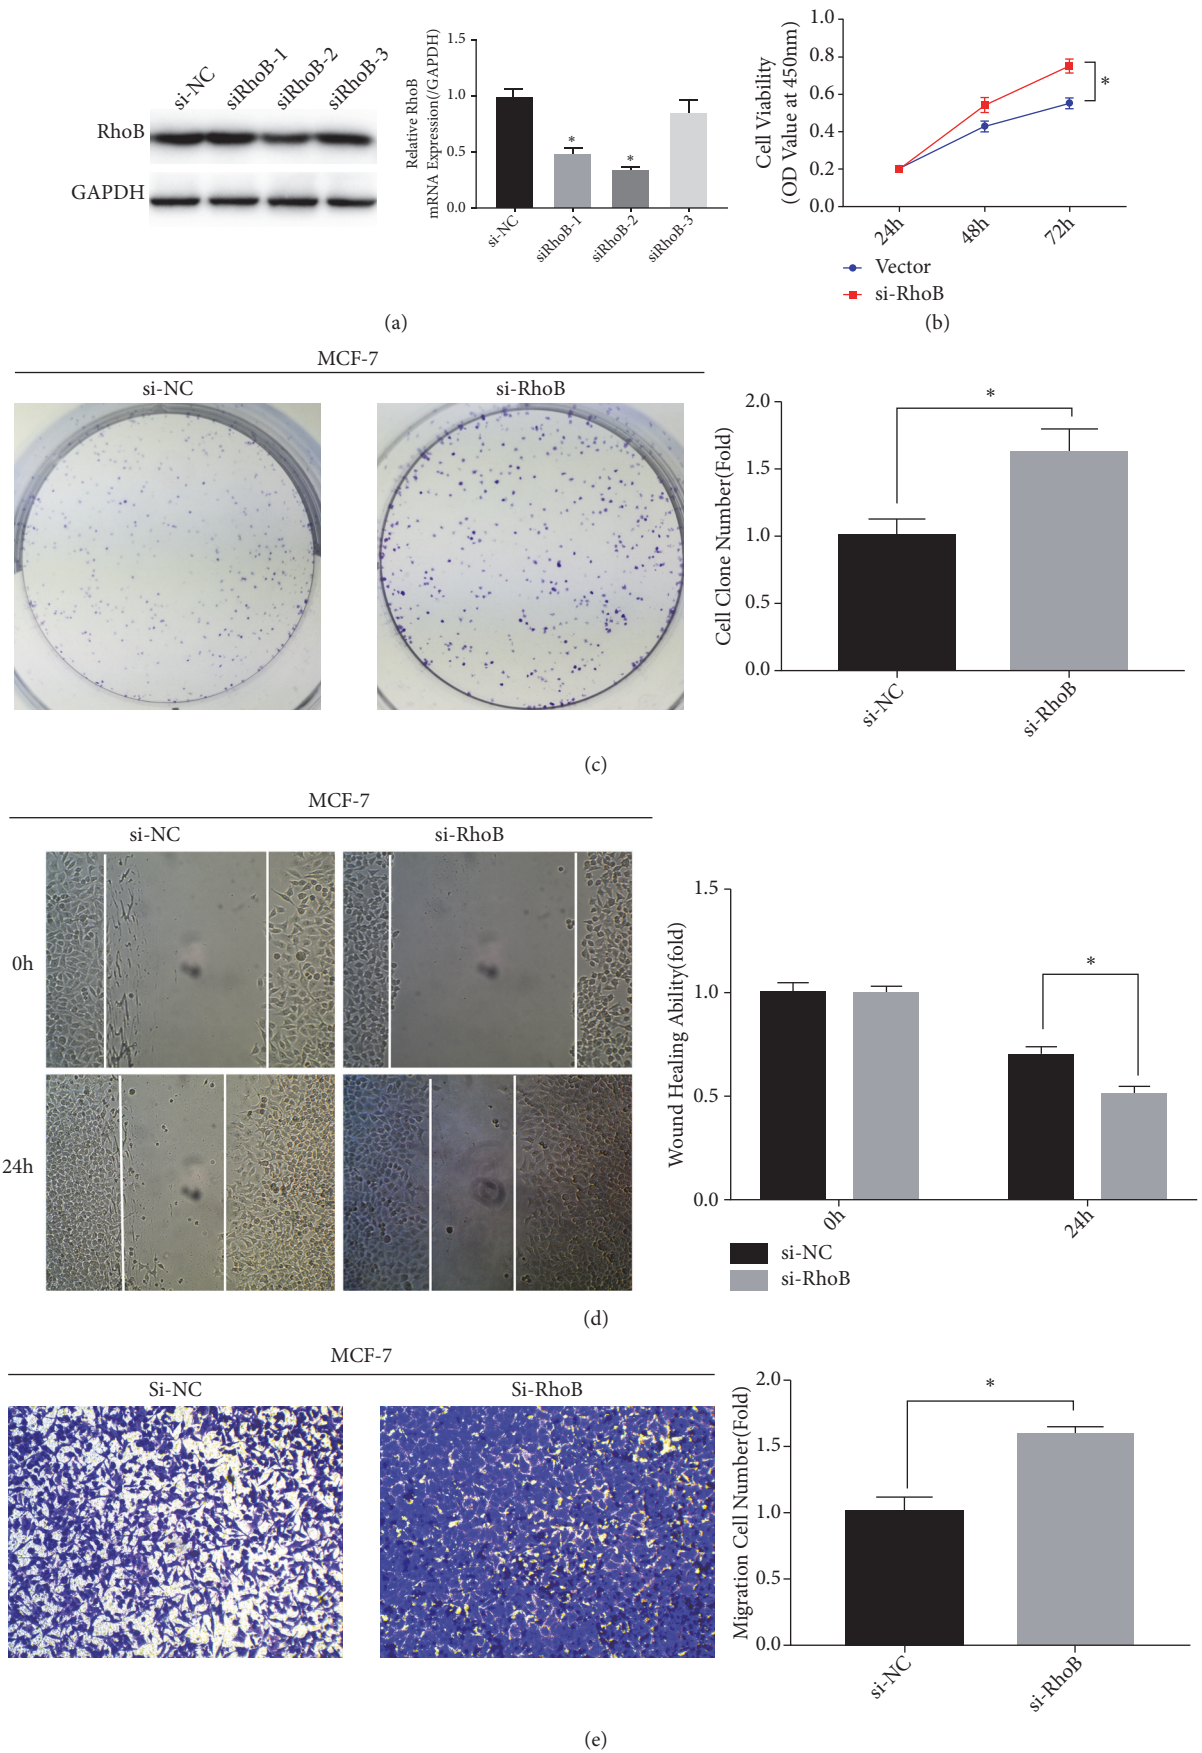 si-NC
siRhoB-1
siRhoB-2
siRhoB-3
RhoB
GAPDH
Relative RhoB
mRNA Expression(/GAPDH)
1.5
1.0
0.5
0.0
*
*
si-NC
siRhoB-1
siRhoB-2
siRhoB-3
(a)
Cell Viability
(OD Value at 450nm)
1.0
0.8
0.6
0.4
0.2
0.0
*
24h
48h
72h
Vector
si-RhoB
(b)
MCF-7
si-NC
si-RhoB
Cell Clone Number(Fold)
2.0
1.5
1.0
0.5
0.0
*
si-NC
si-RhoB
(c)
MCF-7
si-NC
si-RhoB
0h
24h
Wound Healing Ability(fold)
1.5
1.0
0.5
0.0
*
0h
24h
si-NC
si-RhoB
(d)
MCF-7
Si-NC
Si-RhoB
Migration Cell Number(Fold)
2.0
1.5
1.0
0.5
0.0
*
si-NC
si-RhoB
(e)